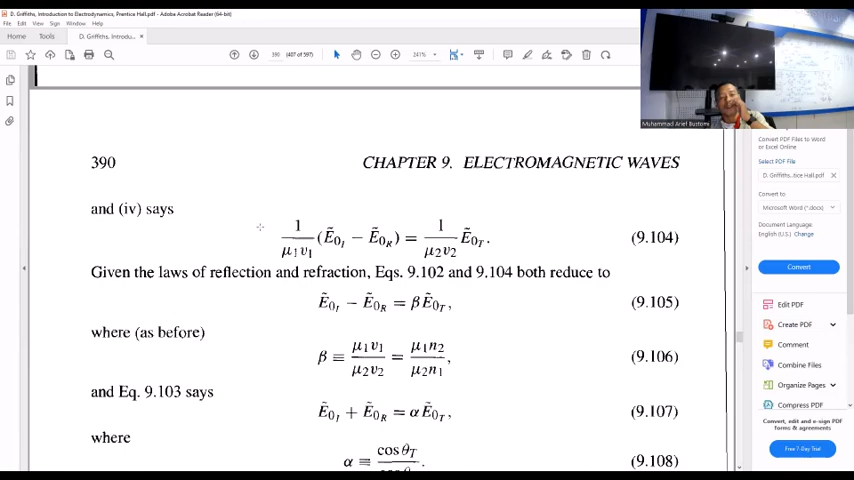 D. Griffiths, Introduction to Electrodynamics, Prentice Hall.pdf - Adobe Acrobat Reader (64-bit)
File Edit View Sign Window Help
Home Tools D. Griffiths, Introdu... ×
390 (407 of 597) 241%
Muhammad Ariel Bustomi
390 CHAPTER 9. ELECTROMAGNETIC WAVES
and (iv) says
1/μ₁v₁ (Ẽ₀I − Ẽ₀R) = 1/μ₂v₂ Ẽ₀T. (9.104)
Given the laws of reflection and refraction, Eqs. 9.102 and 9.104 both reduce to
Ẽ₀I − Ẽ₀R = βẼ₀T, (9.105)
where (as before)
β ≡ μ₁v₁/μ₂v₂ = μ₁n₂/μ₂n₁, (9.106)
and Eq. 9.103 says
Ẽ₀I + Ẽ₀R = αẼ₀T, (9.107)
where
α ≡ cos θT (9.108)
Convert PDF Files to Word
or Excel Online
Select PDF File
D. Griffiths,...tice Hall.pdf ×
Convert to
Microsoft Word (*.docx)
Document Language:
English (U.S.) Change
Convert
Edit PDF
Create PDF
Comment
Combine Files
Organize Pages
Compress PDF
Convert, edit and e-sign PDF
forms & agreements
Free 7-Day Trial